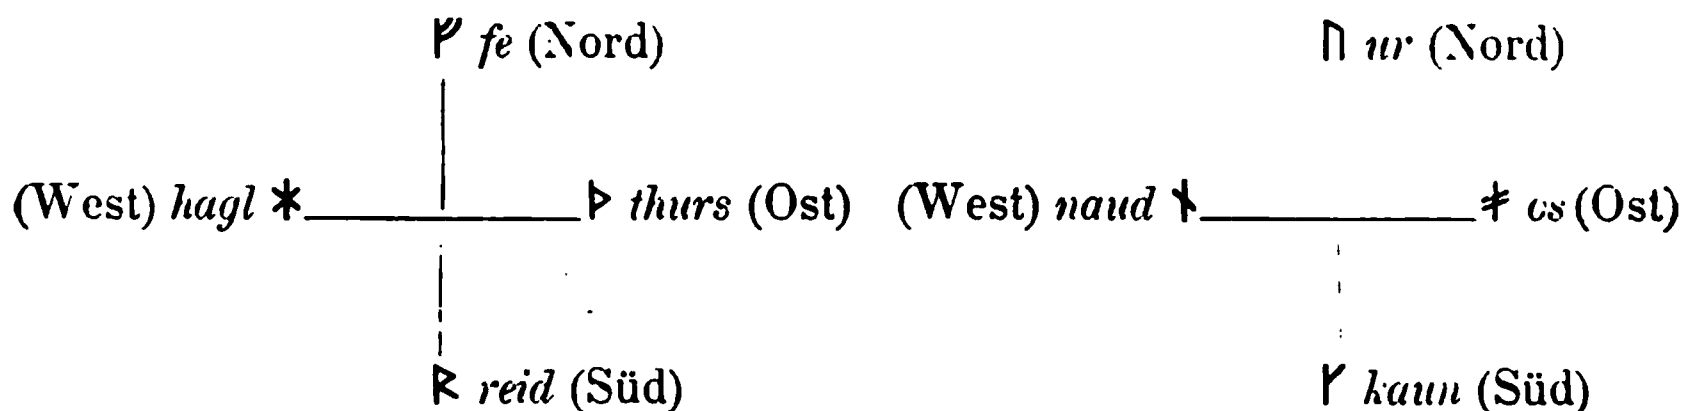 ᚠ fe (Nord) ᚢ ur (Nord)
(West) hagl ᚼ ᚦ thurs (Ost) (West) naud ᚾ ᚯ os (Ost)
ᚱ reid (Süd) ᚴ kaun (Süd)